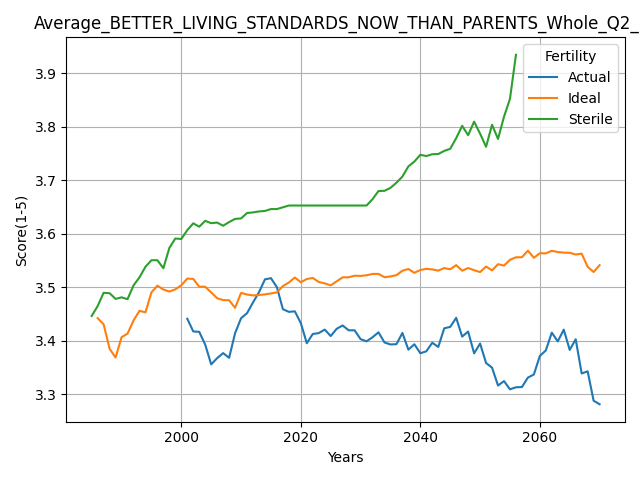 Average_BETTER_LIVING_STANDARDS_NOW_THAN_PARENTS_Whole_Q2_
Fertility
Actual
Ideal
Sterile
3.9
3.8
3.7
3.6
3.5
3.4
3.3
Score(1-5)
2000 2020 2040 2060
Years